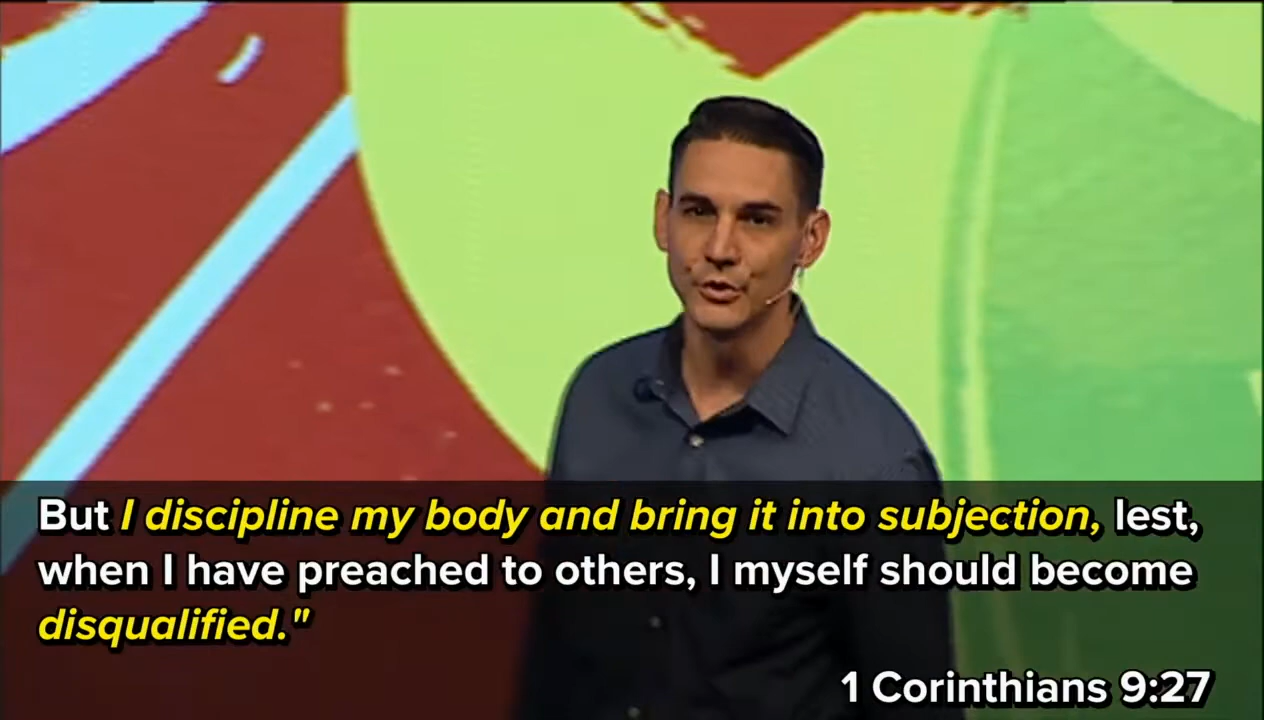 But I discipline my body and bring it into subjection, lest,
when I have preached to others, I myself should become
disqualified."
1 Corinthians 9:27